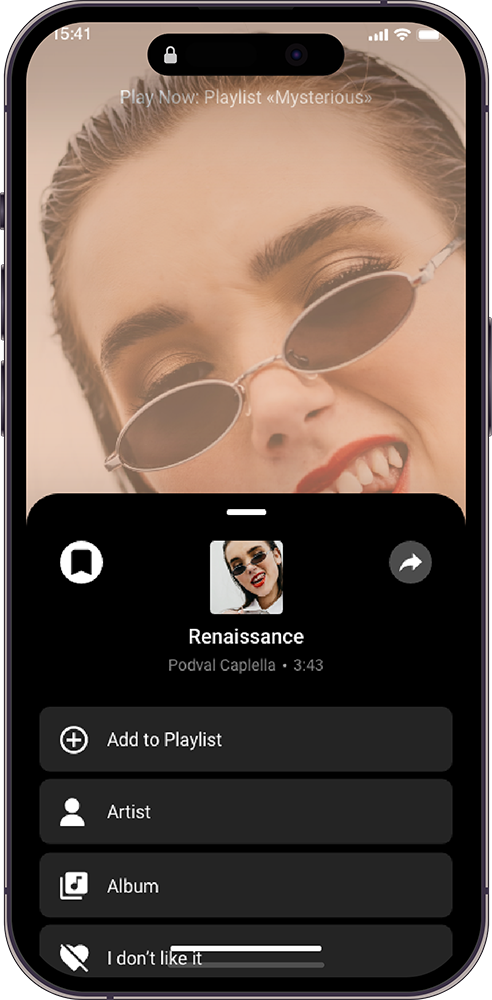 15:41
Play Now: Playlist «Mysterious»
Renaissance
Podval Caplella • 3:43
Add to Playlist
Artist
Album
I don't like it